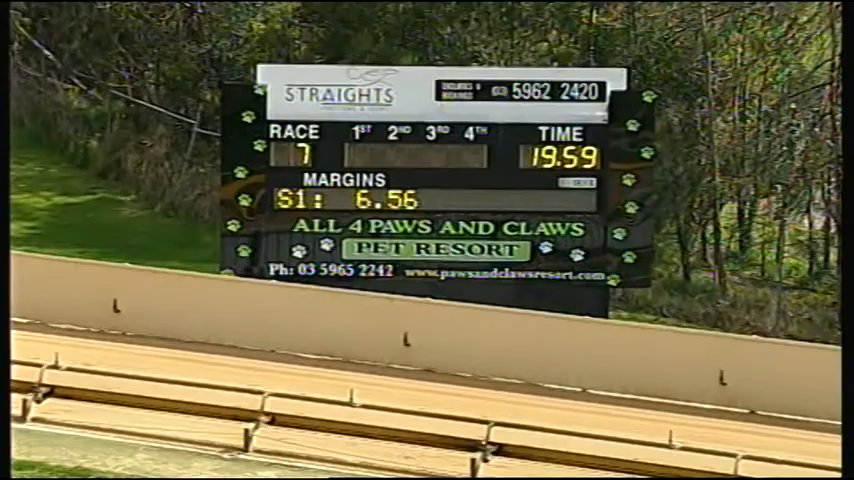 STRAIGHTS
(03) 5962 2420
RACE 1ST 2ND 3RD 4TH TIME
7 19.59
MARGINS
S1: 6.56
ALL 4 PAWS AND CLAWS
PET RESORT
Ph: 03 5965 2242 www.pawsandclawsresort.com